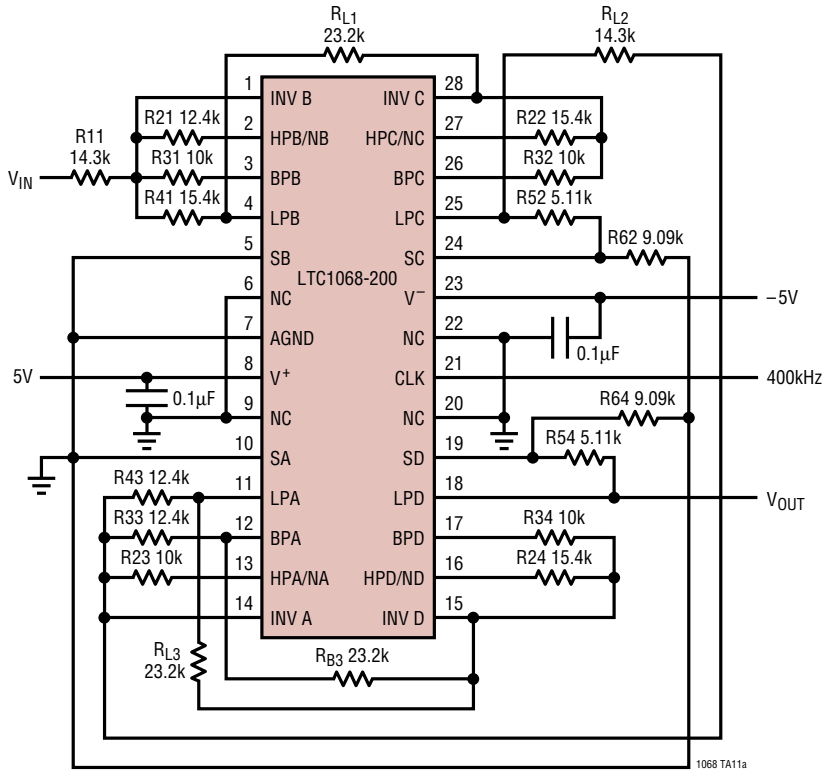 RL1
23.2k
RL2
14.3k
1
INV B
INV C
28
R21 12.4k
2
HPB/NB
HPC/NC
27
R22 15.4k
R11
14.3k
VIN
R31 10k
3
BPB
BPC
26
R32 10k
R41 15.4k
4
LPB
LPC
25
R52 5.11k
5
SB
SC
24
R62 9.09k
LTC1068-200
6
NC
V−
23
−5V
7
AGND
NC
22
0.1µF
5V
8
V+
CLK
21
400kHz
0.1µF
9
NC
NC
20
R64 9.09k
10
SA
SD
19
R54 5.11k
R43 12.4k
11
LPA
LPD
18
VOUT
R33 12.4k
12
BPA
BPD
17
R34 10k
R23 10k
13
HPA/NA
HPD/ND
16
R24 15.4k
14
INV A
INV D
15
RL3
23.2k
RB3 23.2k
1068 TA11a